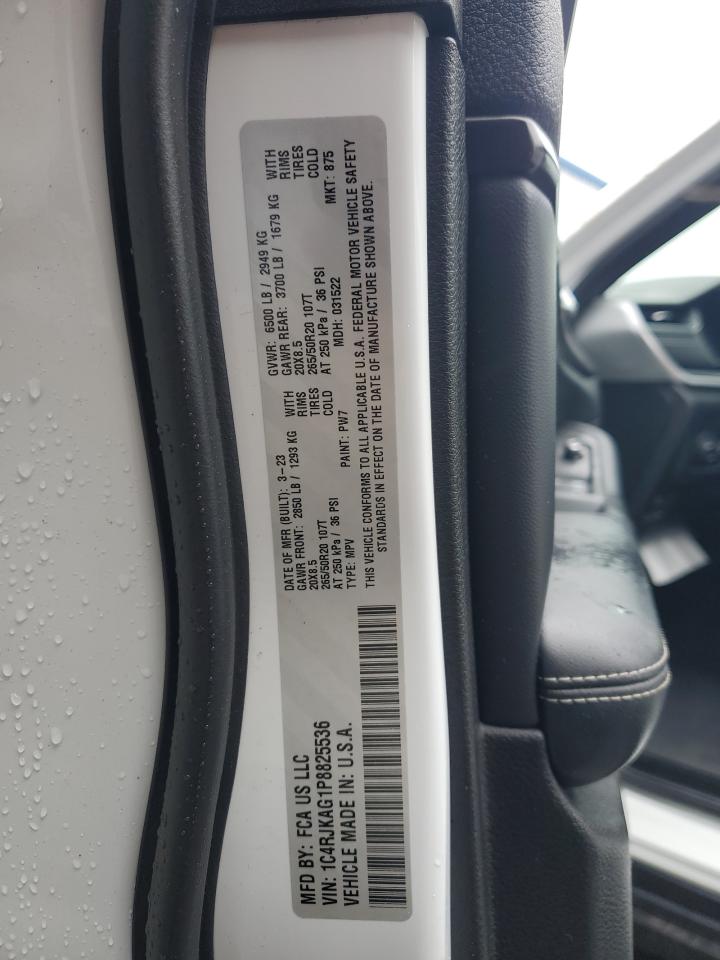 MFD BY: FCA US LLC
VIN: 1C4RJKAG1P8825536
VEHICLE MADE IN: U.S.A.
DATE OF MFR (BUILT): 3-23
GAWR FRONT: 2850 LB / 1293 KG WITH
20X8.5 RIMS
265/50R20 107T TIRES
AT 250 kPa / 36 PSI COLD
TYPE: MPV PAINT: PW7
GVWR: 6500 LB / 2949 KG
GAWR REAR: 3700 LB / 1679 KG WITH
20X8.5 RIMS
265/50R20 107T TIRES
AT 250 kPa / 36 PSI COLD
MDH: 031522 MKT: 875
THIS VEHICLE CONFORMS TO ALL APPLICABLE U.S.A. FEDERAL MOTOR VEHICLE SAFETY
STANDARDS IN EFFECT ON THE DATE OF MANUFACTURE SHOWN ABOVE.